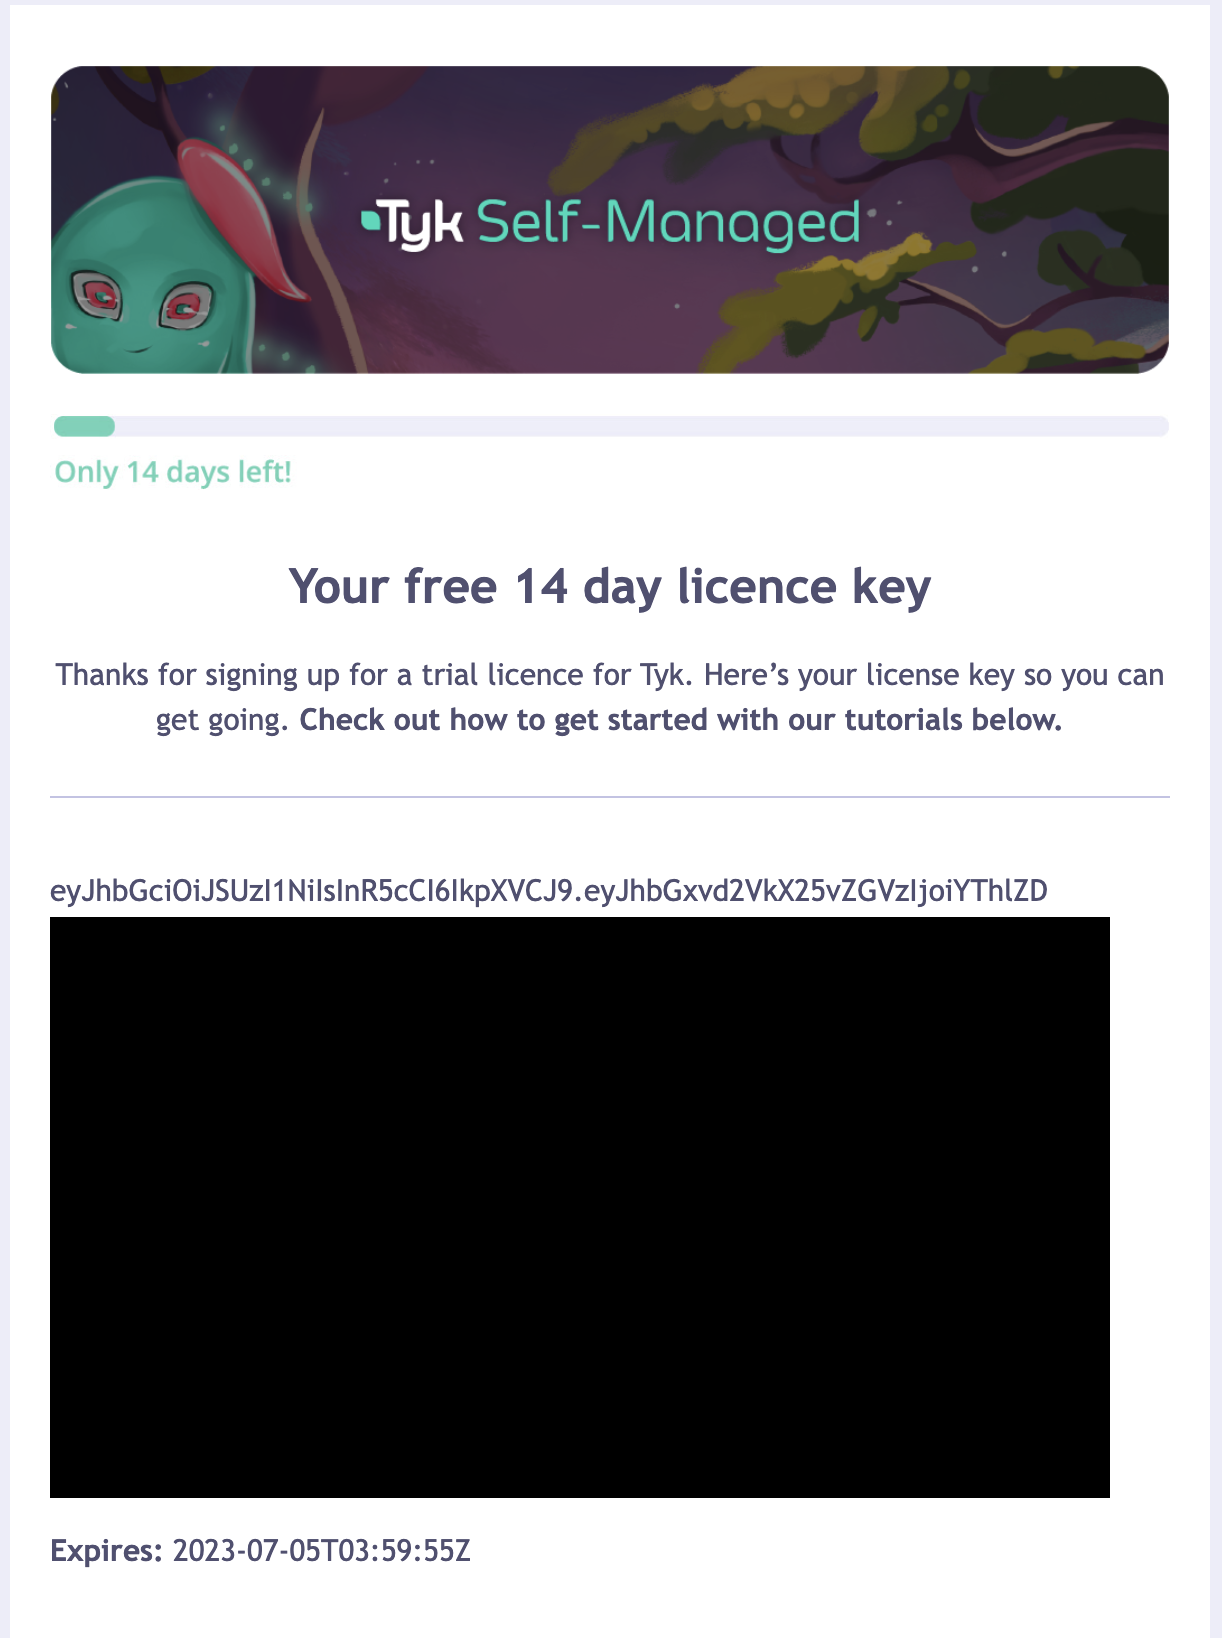 Tyk Self-Managed
Only 14 days left!
Your free 14 day licence key
Thanks for signing up for a trial licence for Tyk. Here’s your license key so you can
get going. Check out how to get started with our tutorials below.
eyJhbGciOiJSUzI1NiIsInR5cCI6IkpXVCJ9.eyJhbGxvd2VkX25vZGVzIjoiYThlZD
Expires: 2023-07-05T03:59:55Z